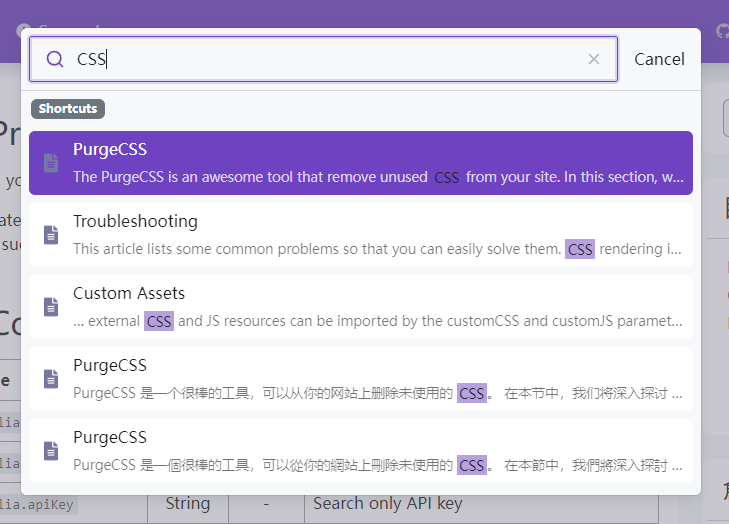 CSS
Cancel
Shortcuts
PurgeCSS
The PurgeCSS is an awesome tool that remove unused CSS from your site. In this section, w...
Troubleshooting
This article lists some common problems so that you can easily solve them. CSS rendering i...
Custom Assets
... external CSS and JS resources can be imported by the customCSS and customJS paramet...
PurgeCSS
PurgeCSS 是一个很棒的工具，可以从你的网站上删除未使用的 CSS。 在本节中，我们将深入探讨 ...
PurgeCSS
PurgeCSS 是一個很棒的工具，可以從你的網站上刪除未使用的 CSS。 在本節中，我們將深入探討 ...
lia.apiKey String - Search only API key